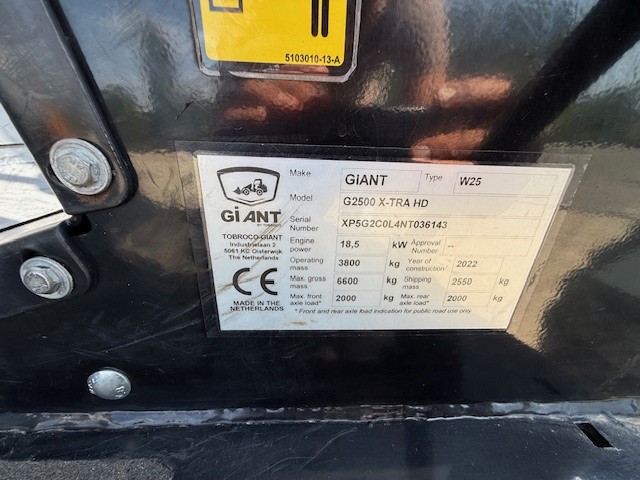 5103010-13-A
GiANT
BY TOBROCO
TOBROCO-GIANT
Industrielaan 2
5061 KC Oisterwijk
The Netherlands
CE
MADE IN THE
NETHERLANDS
Make GIANT Type W25
Model G2500 X-TRA HD
Serial Number XP5G2C0L4NT036143
Engine power 18,5 kW Approval Number --
Operating mass 3800 kg Year of construction 2022
Max. gross mass 6600 kg Shipping mass 2550 kg
Max. front axle load* 2000 kg Max. rear axle load* 2000 kg
* Front and rear axle load indication for public road use only